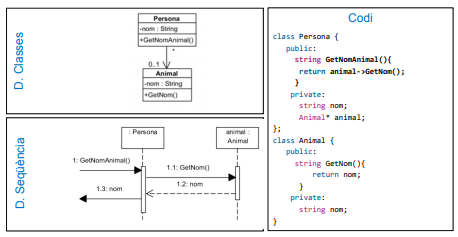 D. Classes
Persona
-nom : String
+GetNomAnimal()
*
0..1
Animal
-nom : String
+GetNom()
D. Seqüència
: Persona
animal :
Animal
1: GetNomAnimal()
1.1: GetNom()
1.2: nom
1.3: nom
Codi
class Persona {
public:
string GetNomAnimal(){
return animal->GetNom();
}
private:
string nom;
Animal* animal;
};
class Animal {
public:
string GetNom(){
return nom;
}
private:
string nom;
}